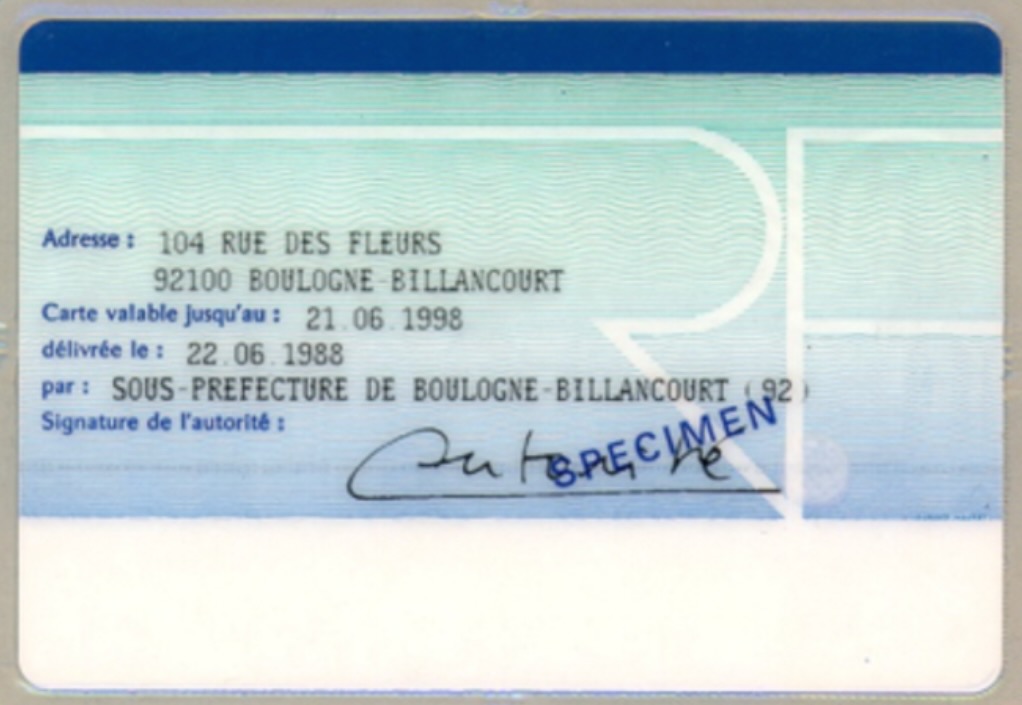 Adresse : 104 RUE DES FLEURS
92100 BOULOGNE-BILLANCOURT
Carte valable jusqu'au : 21.06.1998
délivrée le : 22.06.1988
par : SOUS-PREFECTURE DE BOULOGNE-BILLANCOURT (92)
Signature de l'autorité :
SPECIMEN
RF